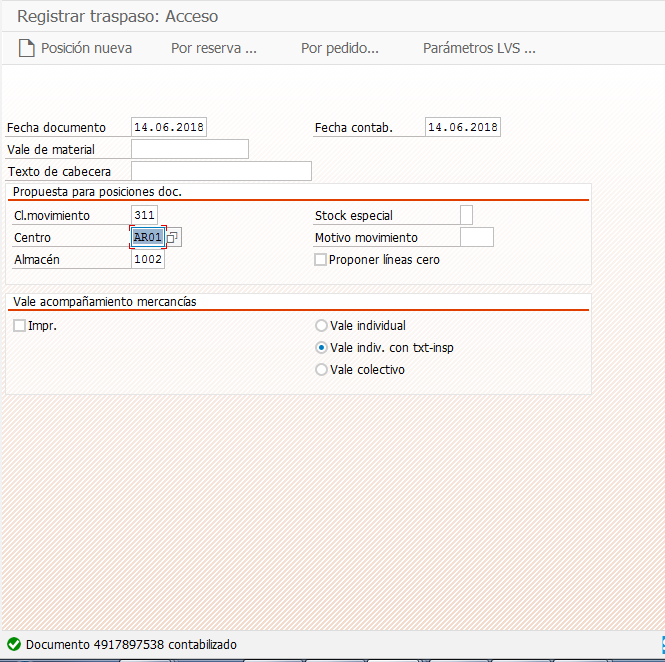 Registrar traspaso: Acceso
Posición nueva Por reserva ... Por pedido... Parámetros LVS ...
Fecha documento 14.06.2018 Fecha contab. 14.06.2018
Vale de material
Texto de cabecera
Propuesta para posiciones doc.
Cl.movimiento 311 Stock especial
Centro AR01 Motivo movimiento
Almacén 1002 Proponer líneas cero
Vale acompañamiento mercancías
Impr. Vale individual
Vale indiv. con txt-insp
Vale colectivo
Documento 4917897538 contabilizado